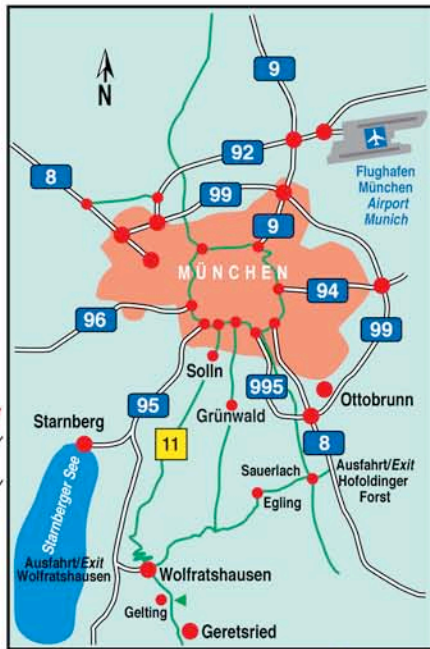 9
N
92
8
99
Flughafen
München
Airport
Munich
9
MÜNCHEN
94
96
99
Solln
995
95
Ottobrunn
Grünwald
Starnberg
11
8
Sauerlach
Ausfahrt/Exit
Hofoldinger
Forst
Egling
Starnberger See
Ausfahrt/Exit
Wolfratshausen
Wolfratshausen
Gelting
Geretsried